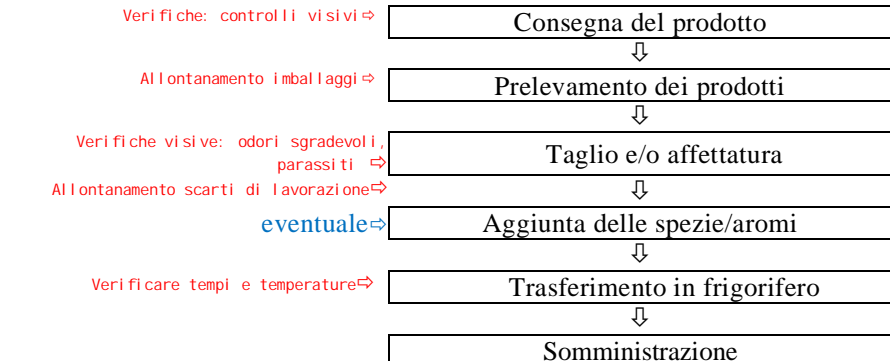 Verifiche: controlli visivi⇨ Consegna del prodotto
⇩
Allontanamento imballaggi⇨ Prelevamento dei prodotti
⇩
Verifiche visive: odori sgradevoli,
parassiti ⇨ Taglio e/o affettatura
Allontanamento scarti di lavorazione⇨ ⇩
eventuale⇨ Aggiunta delle spezie/aromi
⇩
Verificare tempi e temperature⇨ Trasferimento in frigorifero
⇩
Somministrazione